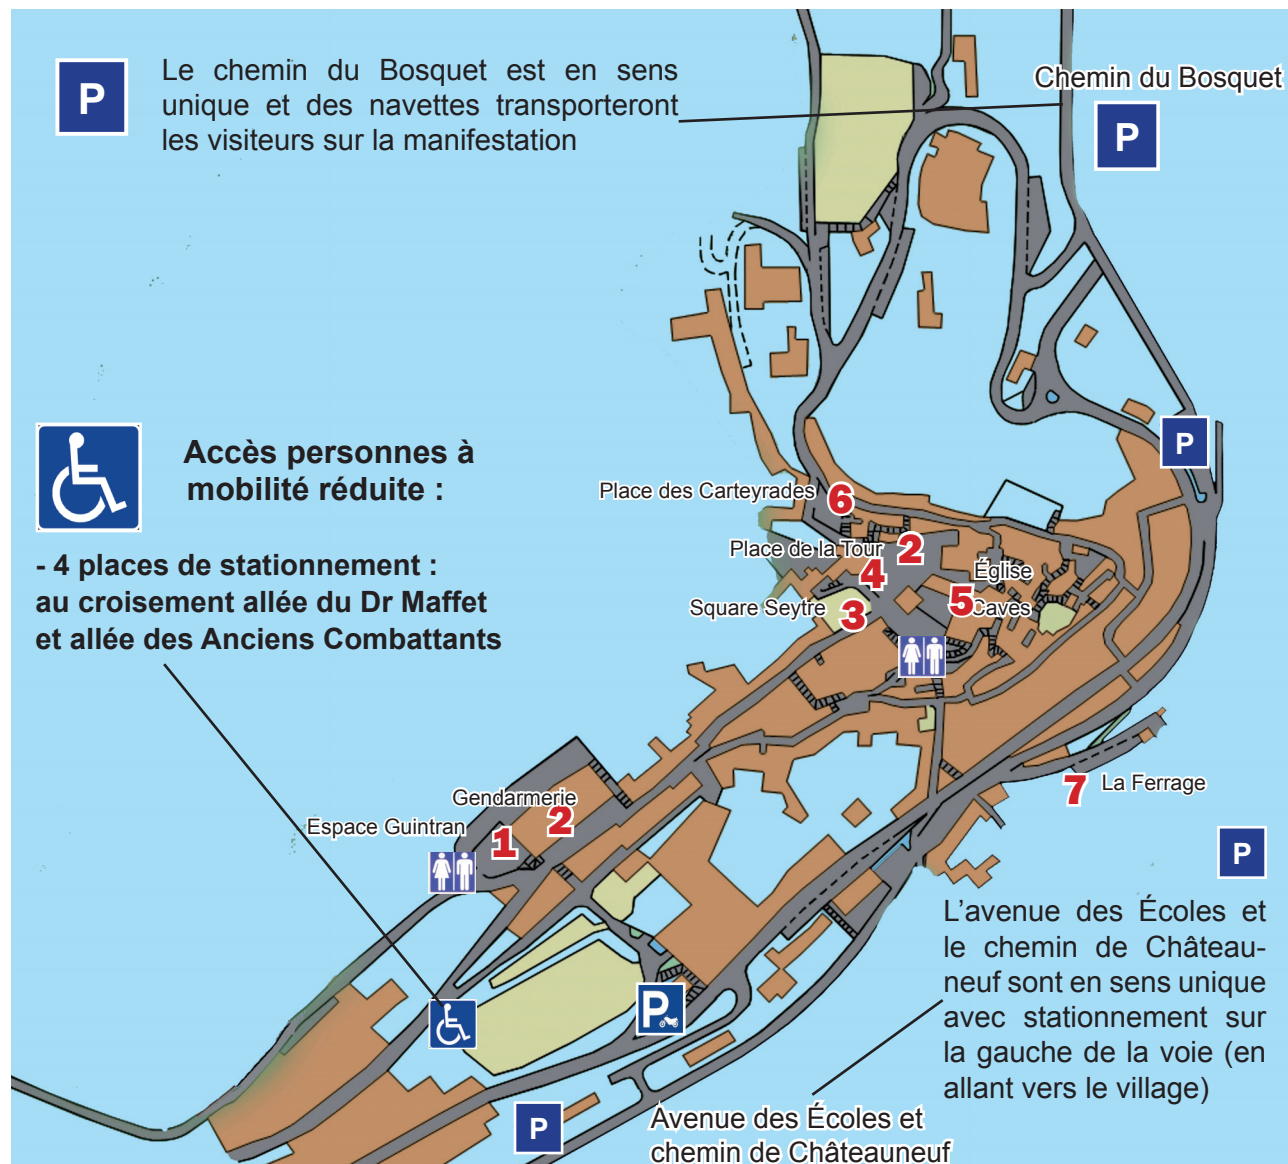 P
Le chemin du Bosquet est en sens
unique et des navettes transporteront
les visiteurs sur la manifestation
Chemin du Bosquet
P
P
Accès personnes à
mobilité réduite :
- 4 places de stationnement :
au croisement allée du Dr Maffet
et allée des Anciens Combattants
Place des Carteyrades
6
Place de la Tour
2
4
Église
Square Seytre
3
5
Caves
7
La Ferrage
Gendarmerie
2
Espace Guintran
1
P
L'avenue des Écoles et
le chemin de Château-
neuf sont en sens unique
avec stationnement sur
la gauche de la voie (en
allant vers le village)
P
P
Avenue des Écoles et
chemin de Châteauneuf